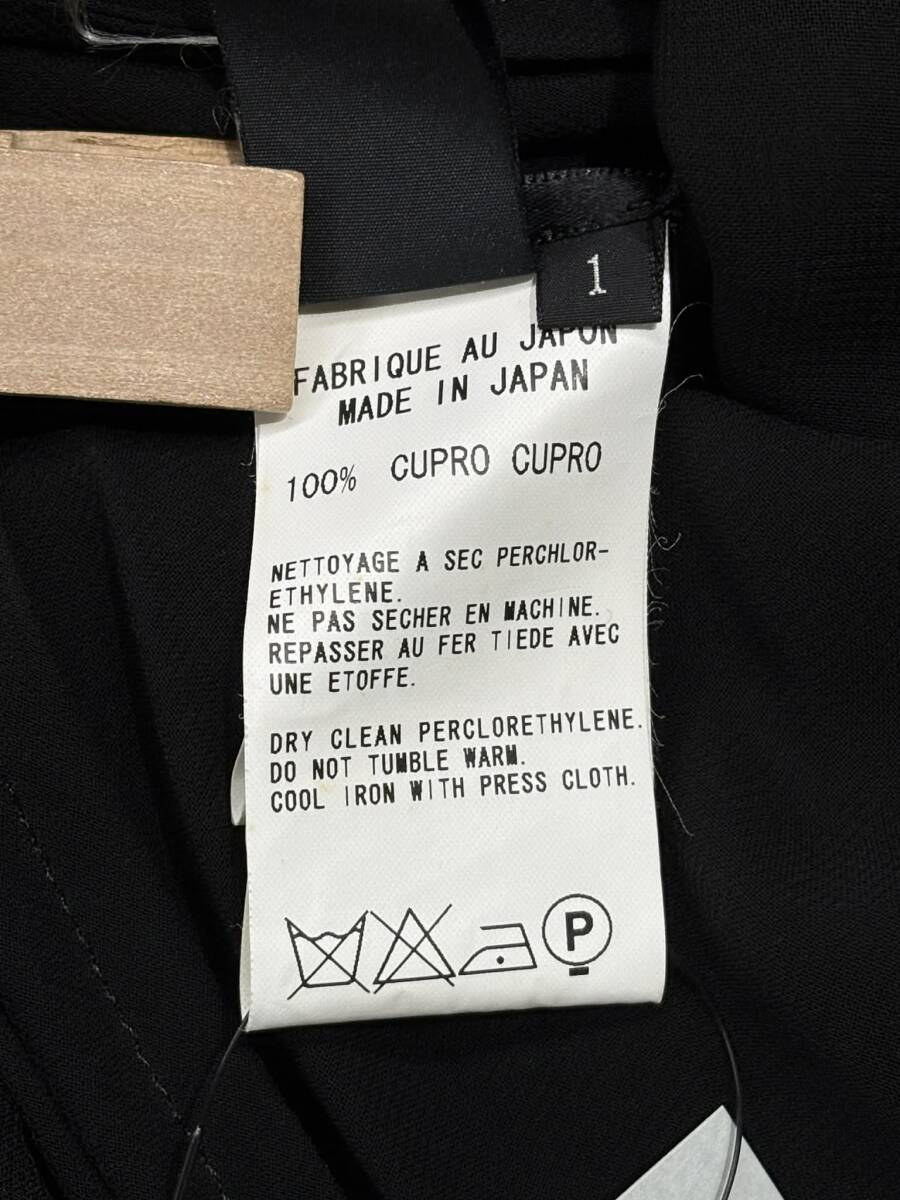 1
FABRIQUE AU JAPON
MADE IN JAPAN
100% CUPRO CUPRO
NETTOYAGE A SEC PERCHLOR-
ETHYLENE.
NE PAS SECHER EN MACHINE.
REPASSER AU FER TIEDE AVEC
UNE ETOFFE.
DRY CLEAN PERCLORETHYLENE.
DO NOT TUMBLE WARM.
COOL IRON WITH PRESS CLOTH.
P